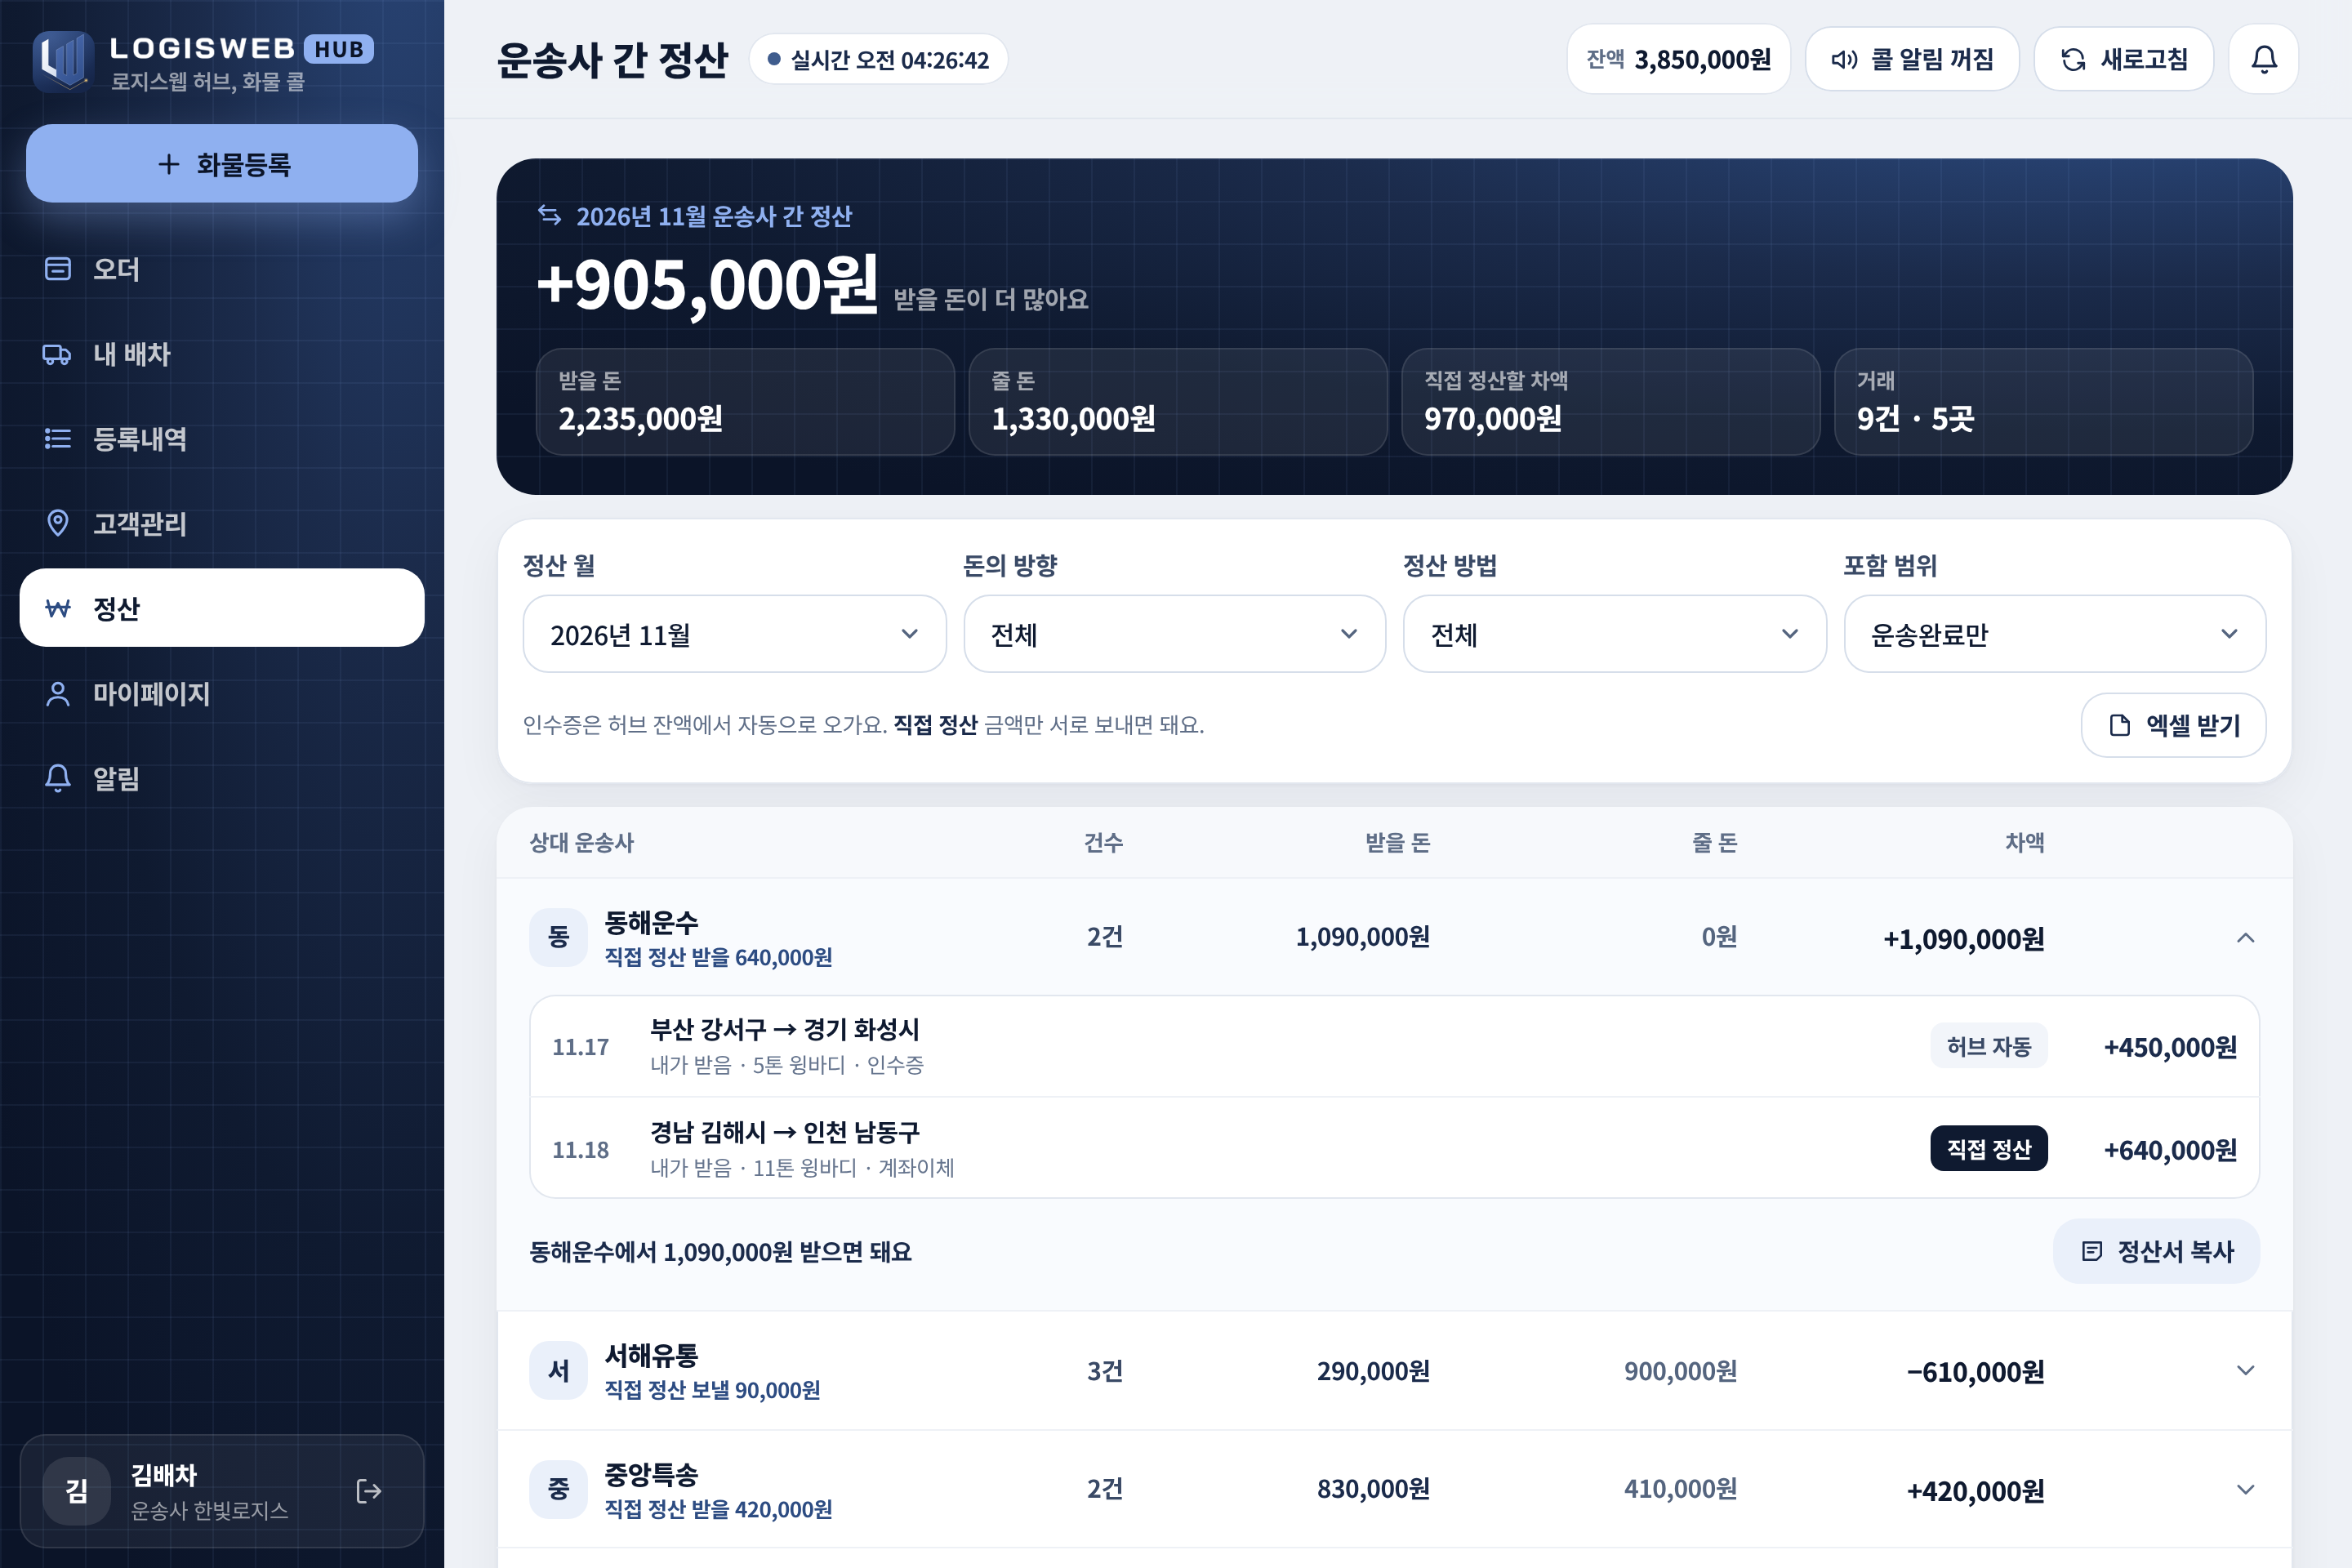 LOGISWEB HUB
로지스웹 허브, 화물 콜
화물등록
오더
내 배차
등록내역
고객관리
정산
마이페이지
알림
김
김배차
운송사 한빛로지스
운송사 간 정산
실시간 오전 04:26:42
잔액 3,850,000원
콜 알림 꺼짐
새로고침
2026년 11월 운송사 간 정산
+905,000원 받을 돈이 더 많아요
받을 돈
2,235,000원
줄 돈
1,330,000원
직접 정산할 차액
970,000원
거래
9건 · 5곳
정산 월
2026년 11월
돈의 방향
전체
정산 방법
전체
포함 범위
운송완료만
인수증은 허브 잔액에서 자동으로 오가요. 직접 정산 금액만 서로 보내면 돼요.
엑셀 받기
상대 운송사 건수 받을 돈 줄 돈 차액
동
동해운수
직접 정산 받을 640,000원
2건 1,090,000원 0원 +1,090,000원
11.17
부산 강서구 → 경기 화성시
내가 받음 · 5톤 윙바디 · 인수증
허브 자동 +450,000원
11.18
경남 김해시 → 인천 남동구
내가 받음 · 11톤 윙바디 · 계좌이체
직접 정산 +640,000원
동해운수에서 1,090,000원 받으면 돼요
정산서 복사
서
서해유통
직접 정산 보낼 90,000원
3건 290,000원 900,000원 −610,000원
중
중앙특송
직접 정산 받을 420,000원
2건 830,000원 410,000원 +420,000원